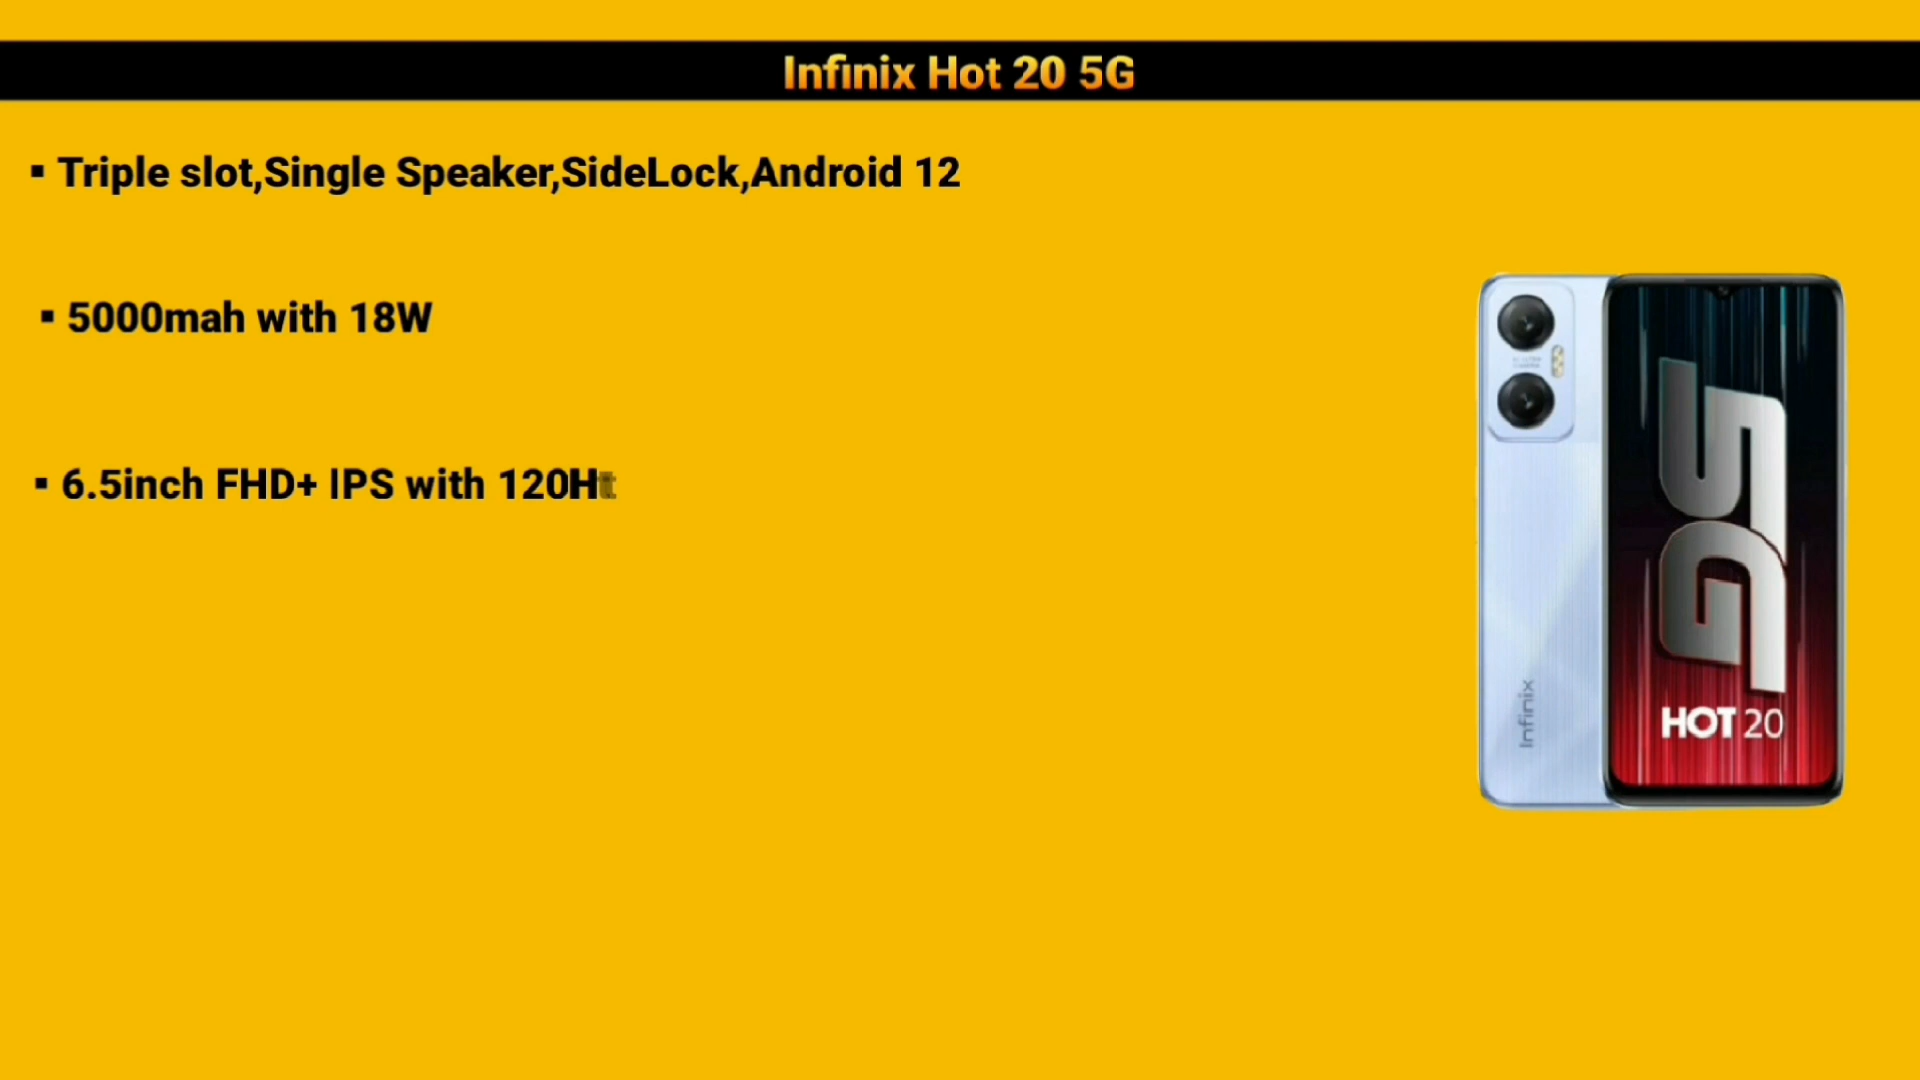 Infinix Hot 20 5G
▪ Triple slot,Single Speaker,SideLock,Android 12
▪ 5000mah with 18W
▪ 6.5inch FHD+ IPS with 120H
5G
HOT 20
Infinix